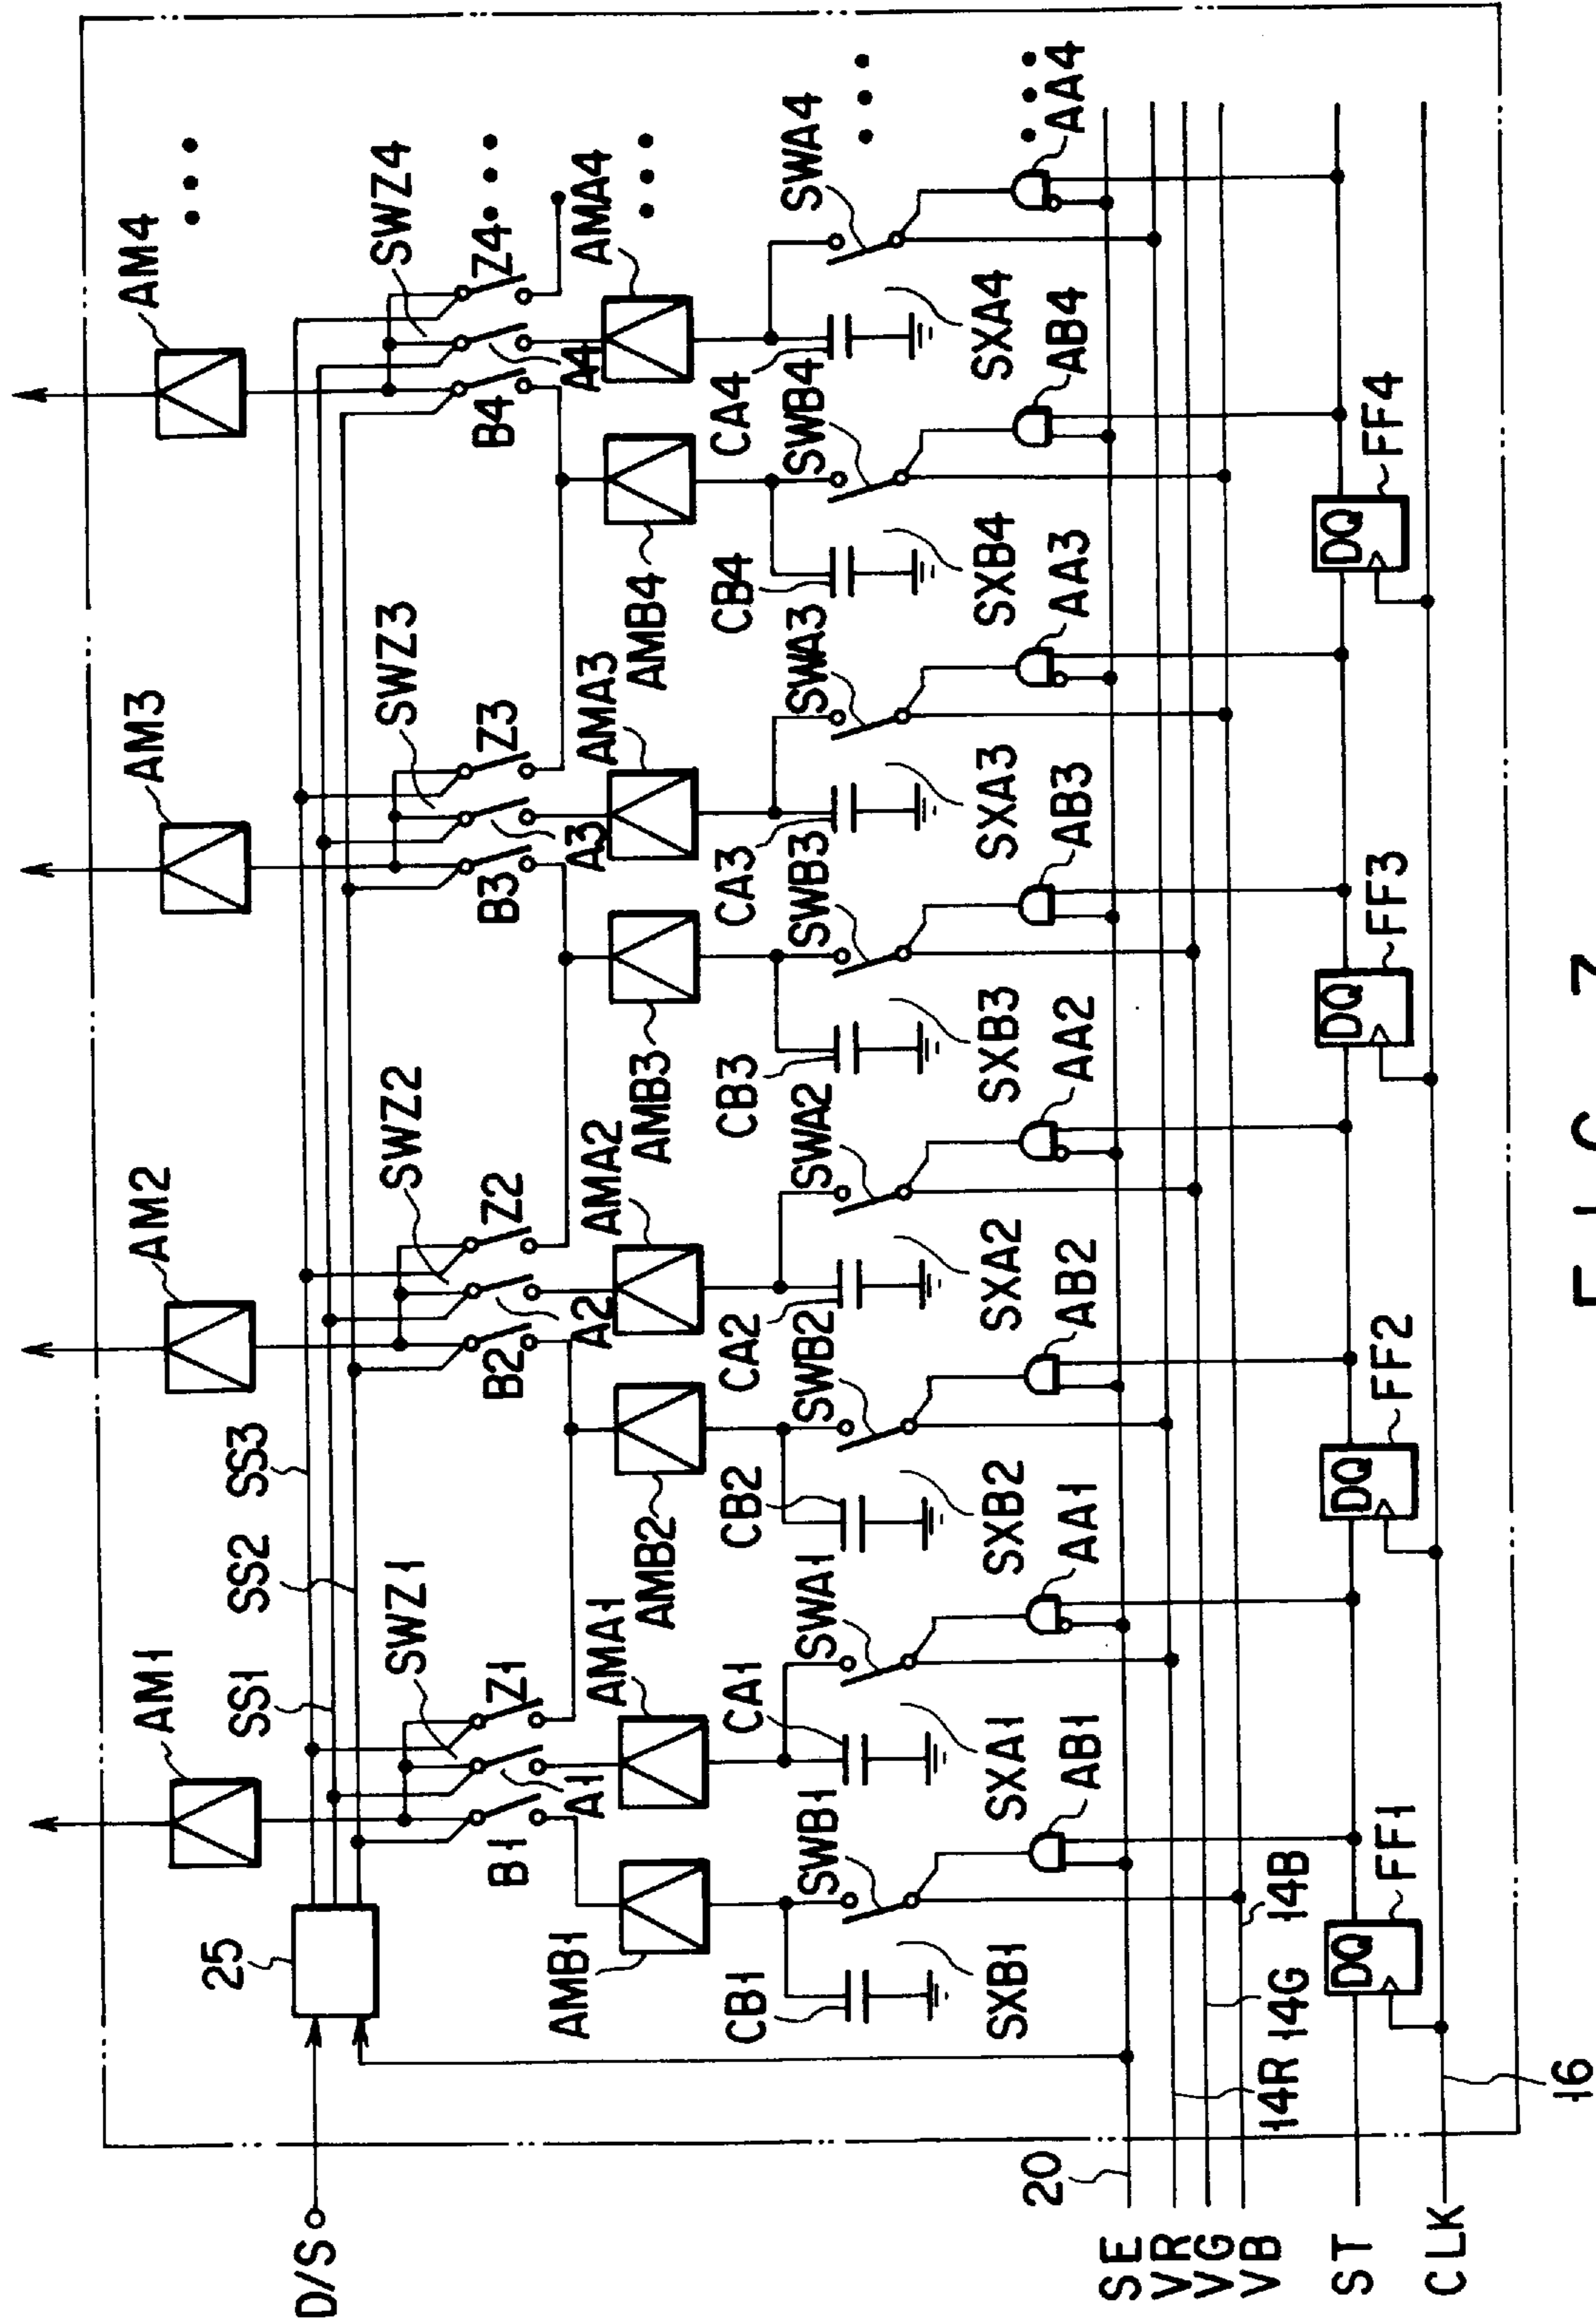 AM1 AM2 AM3 AM4
SS1 SS2 SS3
25
D/S
SWZ1 SWZ2 SWZ3 SWZ4
B1 A1 Z1 B2 A2 Z2 B3 A3 Z3 B4 A4 Z4
AMB1 AMA1 AMB2 AMA2 AMB3 AMA3 AMB4 AMA4
CB1 CA1 CB2 CA2 CB3 CA3 CB4 CA4
SWB1 SWA1 SWB2 SWA2 SWB3 SWA3 SWB4 SWA4
SXB1 SXA1 SXB2 SXA2 SXB3 SXA3 SXB4 SXA4
AB1 AA1 AB2 AA2 AB3 AA3 AB4 AA4
20
SE
VR
VG
VB
14R 14G 14B
ST
DQ DQ DQ DQ
FF1 FF2 FF3 FF4
CLK
16